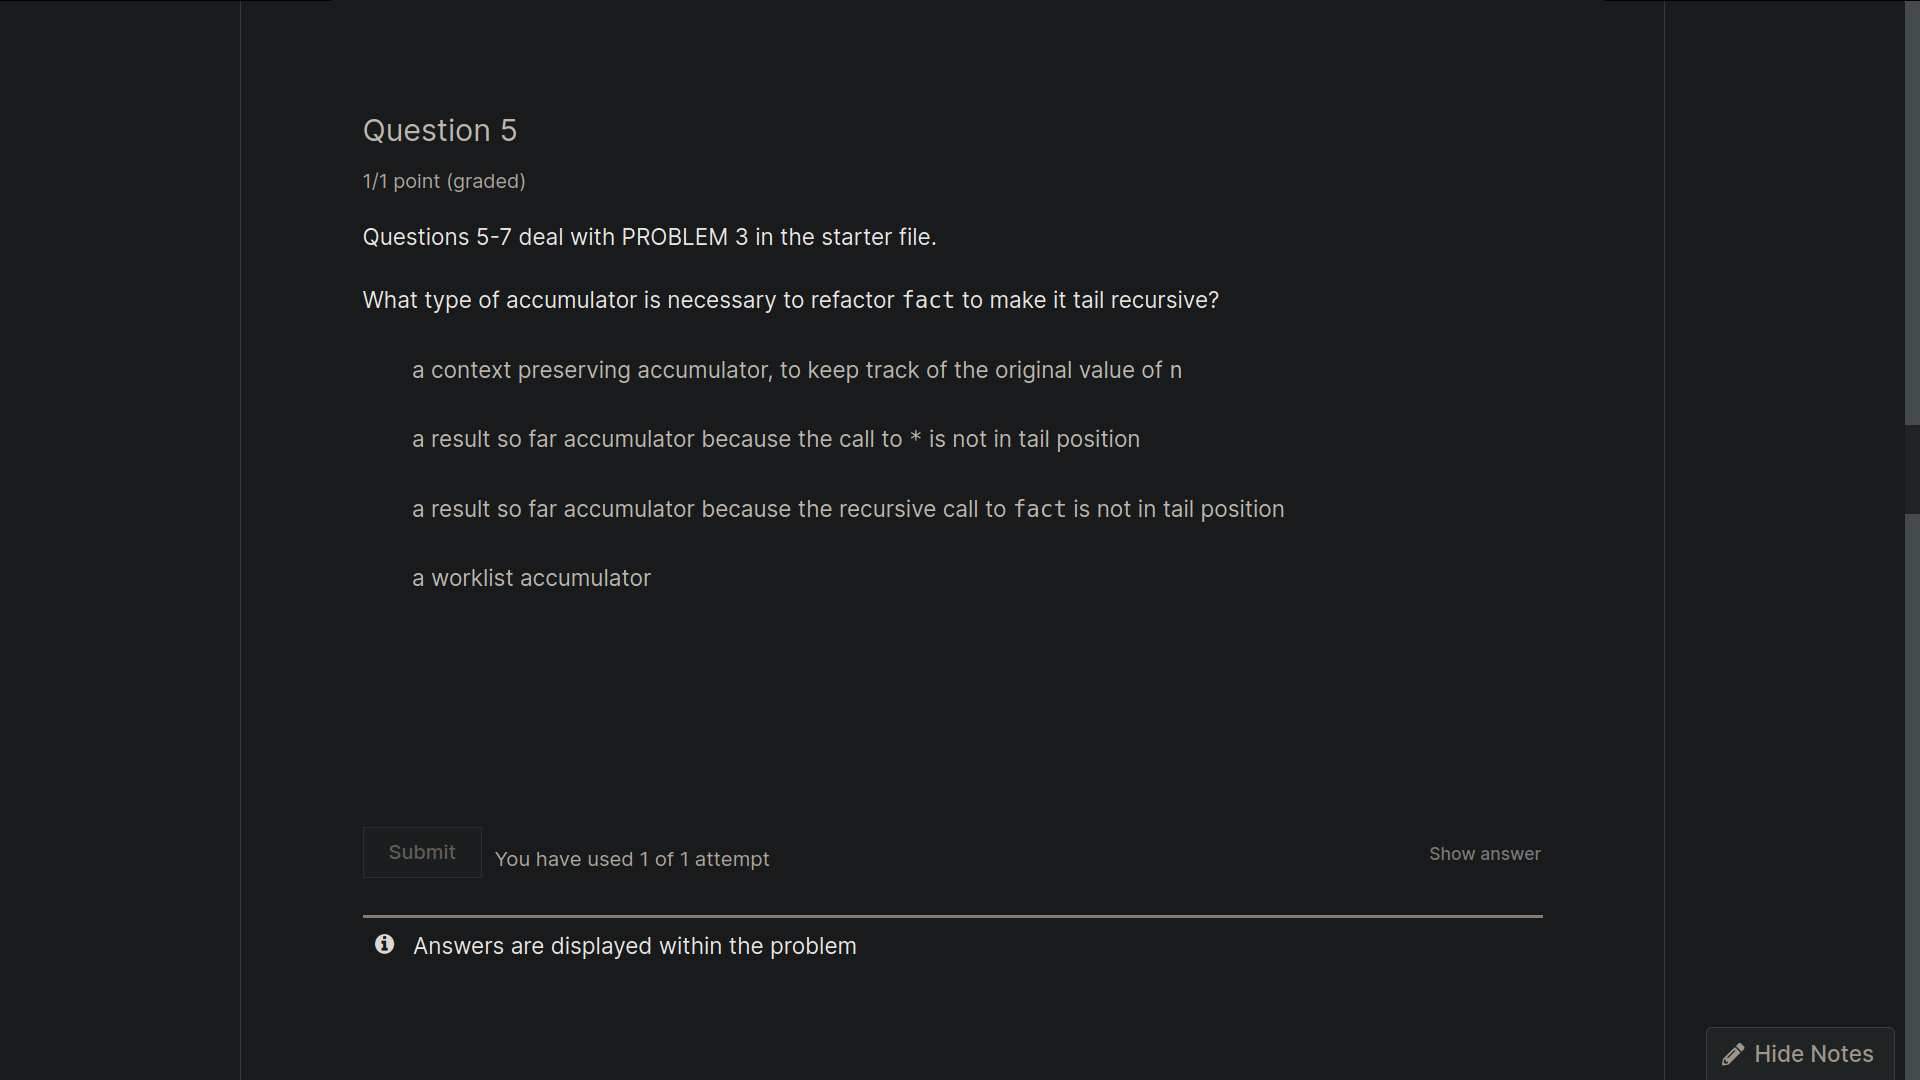 Question 5
1/1 point (graded)
Questions 5-7 deal with PROBLEM 3 in the starter file.
What type of accumulator is necessary to refactor fact to make it tail recursive?
a context preserving accumulator, to keep track of the original value of n
a result so far accumulator because the call to * is not in tail position
a result so far accumulator because the recursive call to fact is not in tail position
a worklist accumulator
Submit
You have used 1 of 1 attempt
Show answer
Answers are displayed within the problem
Hide Notes